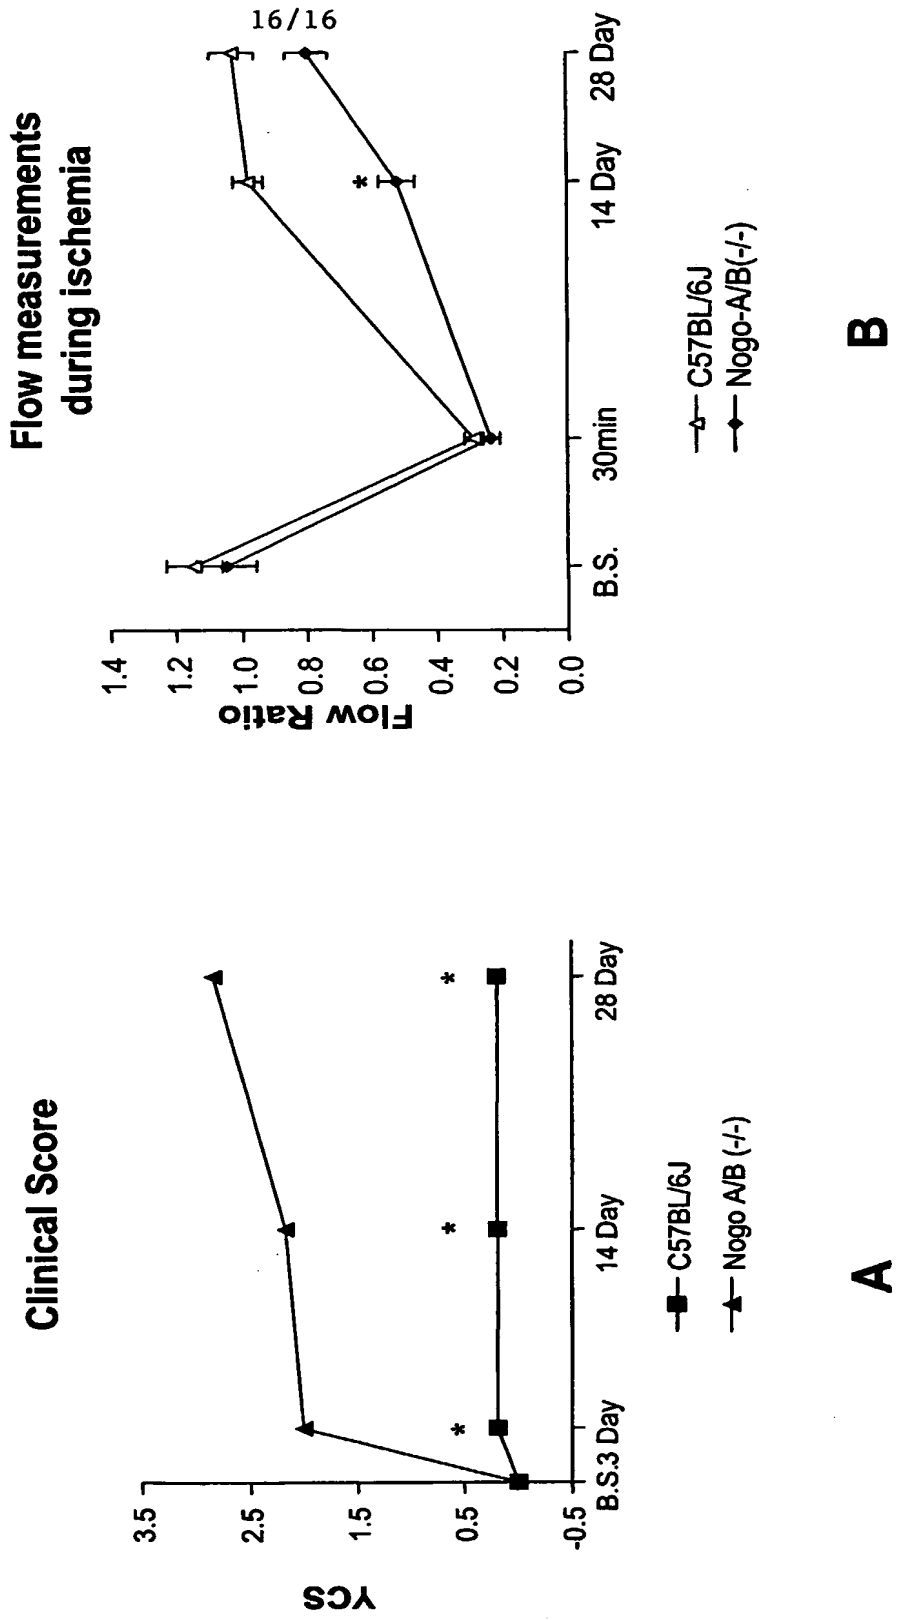 16/16
Clinical Score
YCS
3.5
2.5
1.5
0.5
-0.5
B.S.
3 Day
14 Day
28 Day
*
*
*
C57BL/6J
Nogo A/B (-/-)
A
Flow measurements
during ischemia
Flow Ratio
1.4
1.2
1.0
0.8
0.6
0.4
0.2
0.0
B.S.
30min
14 Day
28 Day
*
C57BL/6J
Nogo-A/B(-/-)
B